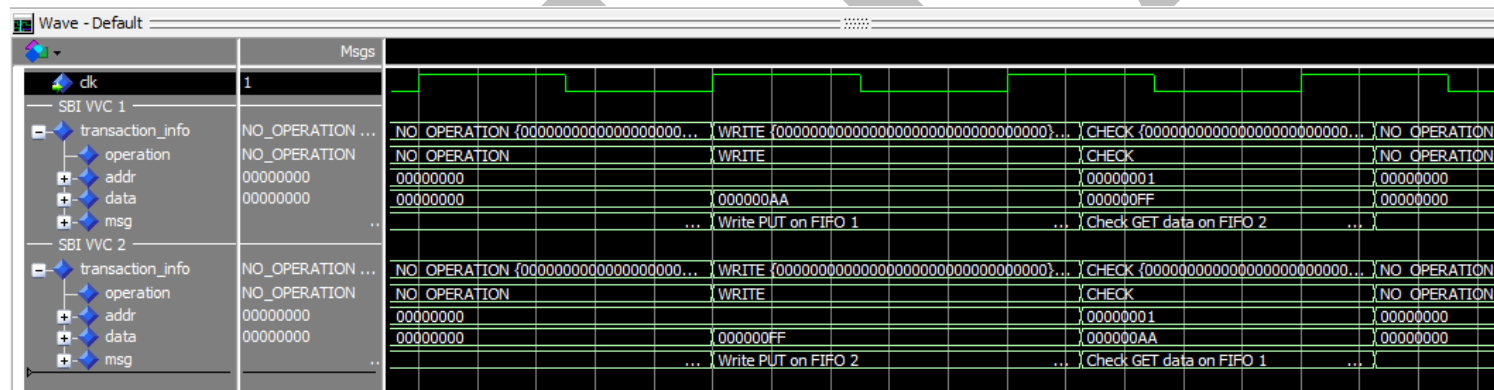 Wave - Default
Msgs
clk 1
SBI VVC 1
transaction_info NO_OPERATION ... NO_OPERATION {0000000000000000000... WRITE {00000000000000000000000000000000}... CHECK {000000000000000000000000... NO_OPERATION
operation NO_OPERATION NO_OPERATION WRITE CHECK NO_OPERATION
addr 00000000 00000000 00000001 00000000
data 00000000 00000000 000000AA 000000FF 00000000
msg .. ... Write PUT on FIFO 1 ... Check GET data on FIFO 2 ...
SBI VVC 2
transaction_info NO_OPERATION ... NO_OPERATION {0000000000000000000... WRITE {00000000000000000000000000000000}... CHECK {000000000000000000000000... NO_OPERATION
operation NO_OPERATION NO_OPERATION WRITE CHECK NO_OPERATION
addr 00000000 00000000 00000001 00000000
data 00000000 00000000 000000FF 000000AA 00000000
msg .. ... Write PUT on FIFO 2 ... Check GET data on FIFO 1 ...